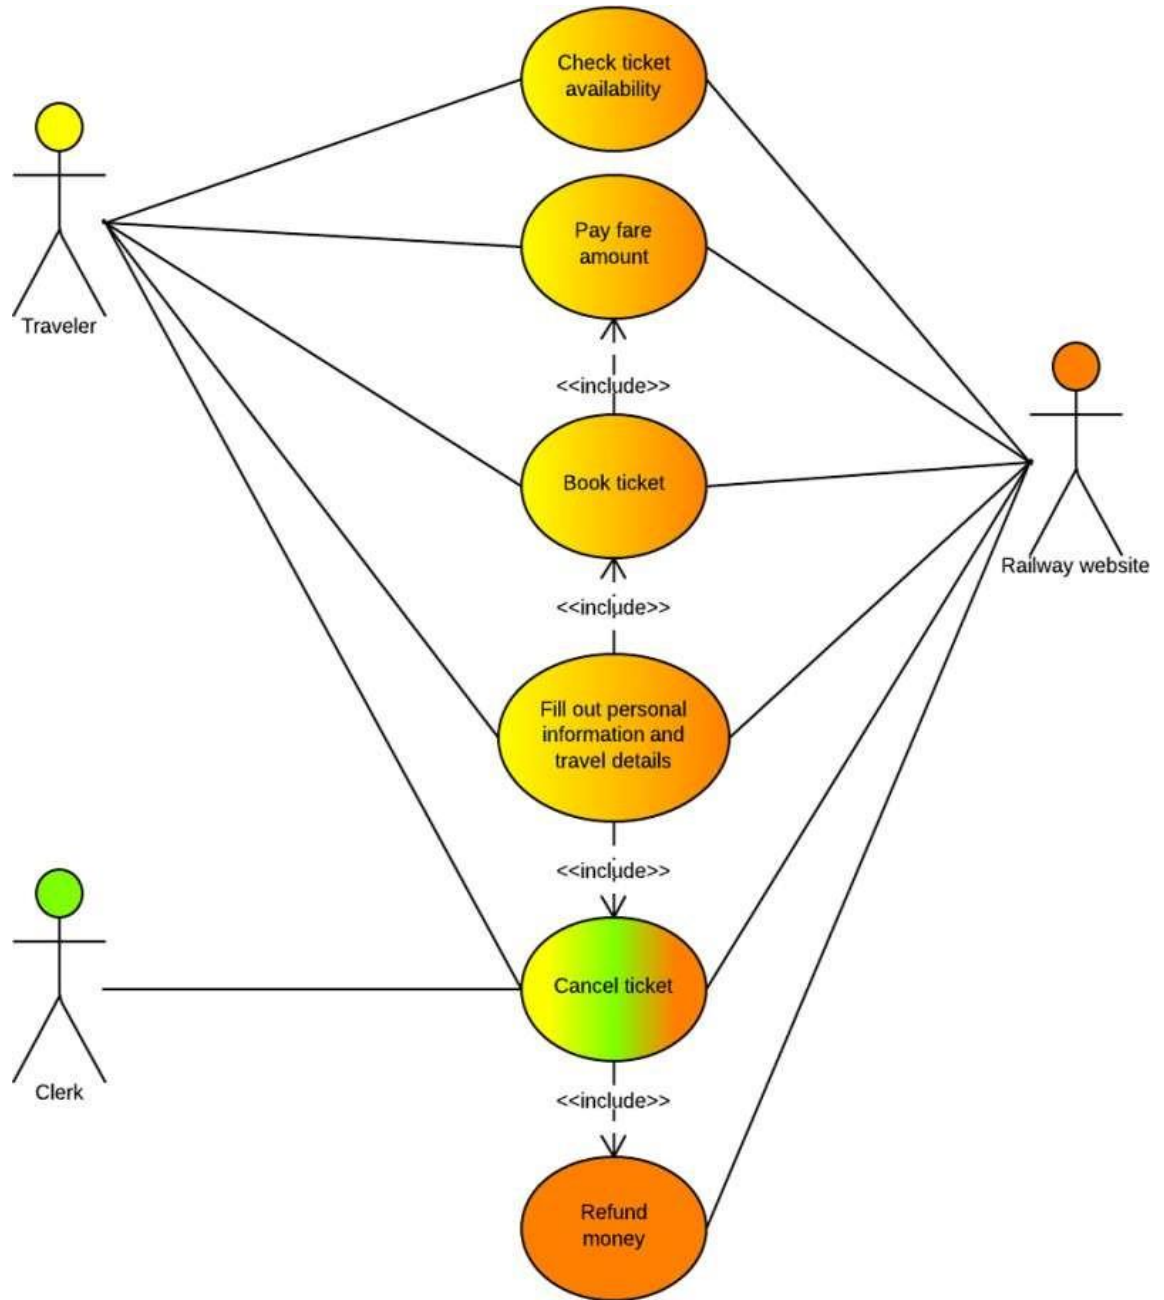 Check ticket
availability
Pay fare
amount
Traveler
<<include>>
Book ticket
Railway website
<<include>>
Fill out personal
information and
travel details
<<include>>
Cancel ticket
Clerk
<<include>>
Refund
money